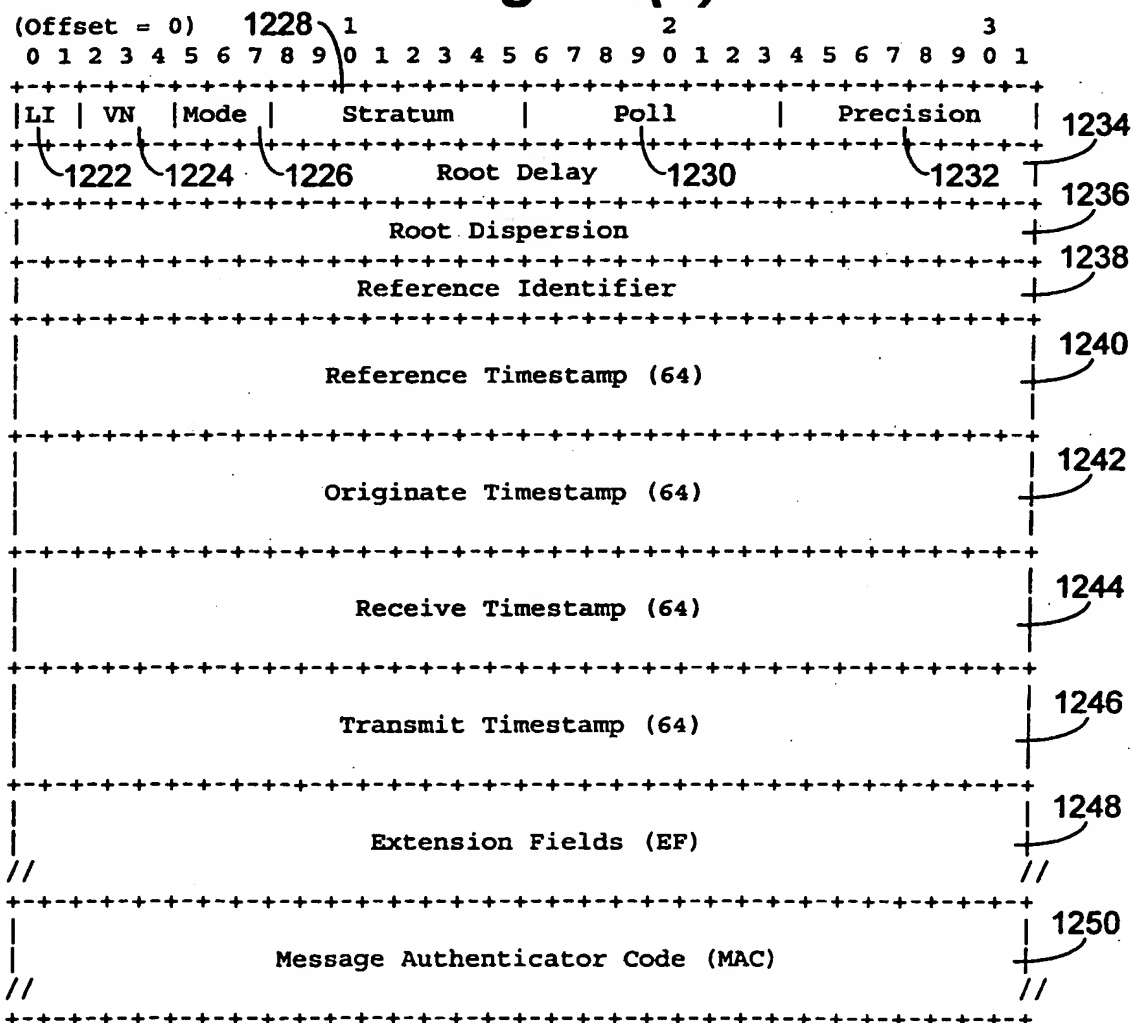 (Offset = 0) 1228 1 2 3
0 1 2 3 4 5 6 7 8 9 0 1 2 3 4 5 6 7 8 9 0 1 2 3 4 5 6 7 8 9 0 1
+-+-+-+-+-+-+-+-+-+-+-+-+-+-+-+-+-+-+-+-+-+-+-+-+-+-+-+-+-+-+-+-+
|LI | VN |Mode | Stratum | Poll | Precision | 1234
+-+-+-+-+-+-+-+-+-+-+-+-+-+-+-+-+-+-+-+-+-+-+-+-+-+-+-+-+-+-+-+-+
| 1222 1224 1226 Root Delay 1230 1232 |
+-+-+-+-+-+-+-+-+-+-+-+-+-+-+-+-+-+-+-+-+-+-+-+-+-+-+-+-+-+-+-+-+ 1236
| Root Dispersion |
+-+-+-+-+-+-+-+-+-+-+-+-+-+-+-+-+-+-+-+-+-+-+-+-+-+-+-+-+-+-+-+-+ 1238
| Reference Identifier |
+-+-+-+-+-+-+-+-+-+-+-+-+-+-+-+-+-+-+-+-+-+-+-+-+-+-+-+-+-+-+-+-+
| | 1240
| Reference Timestamp (64) |
| |
+-+-+-+-+-+-+-+-+-+-+-+-+-+-+-+-+-+-+-+-+-+-+-+-+-+-+-+-+-+-+-+-+
| | 1242
| Originate Timestamp (64) |
| |
+-+-+-+-+-+-+-+-+-+-+-+-+-+-+-+-+-+-+-+-+-+-+-+-+-+-+-+-+-+-+-+-+
| | 1244
| Receive Timestamp (64) |
| |
+-+-+-+-+-+-+-+-+-+-+-+-+-+-+-+-+-+-+-+-+-+-+-+-+-+-+-+-+-+-+-+-+
| | 1246
| Transmit Timestamp (64) |
| |
+-+-+-+-+-+-+-+-+-+-+-+-+-+-+-+-+-+-+-+-+-+-+-+-+-+-+-+-+-+-+-+-+
| | 1248
| Extension Fields (EF) |
// //
+-+-+-+-+-+-+-+-+-+-+-+-+-+-+-+-+-+-+-+-+-+-+-+-+-+-+-+-+-+-+-+-+
| | 1250
| Message Authenticator Code (MAC) |
// //
+-+-+-+-+-+-+-+-+-+-+-+-+-+-+-+-+-+-+-+-+-+-+-+-+-+-+-+-+-+-+-+-+